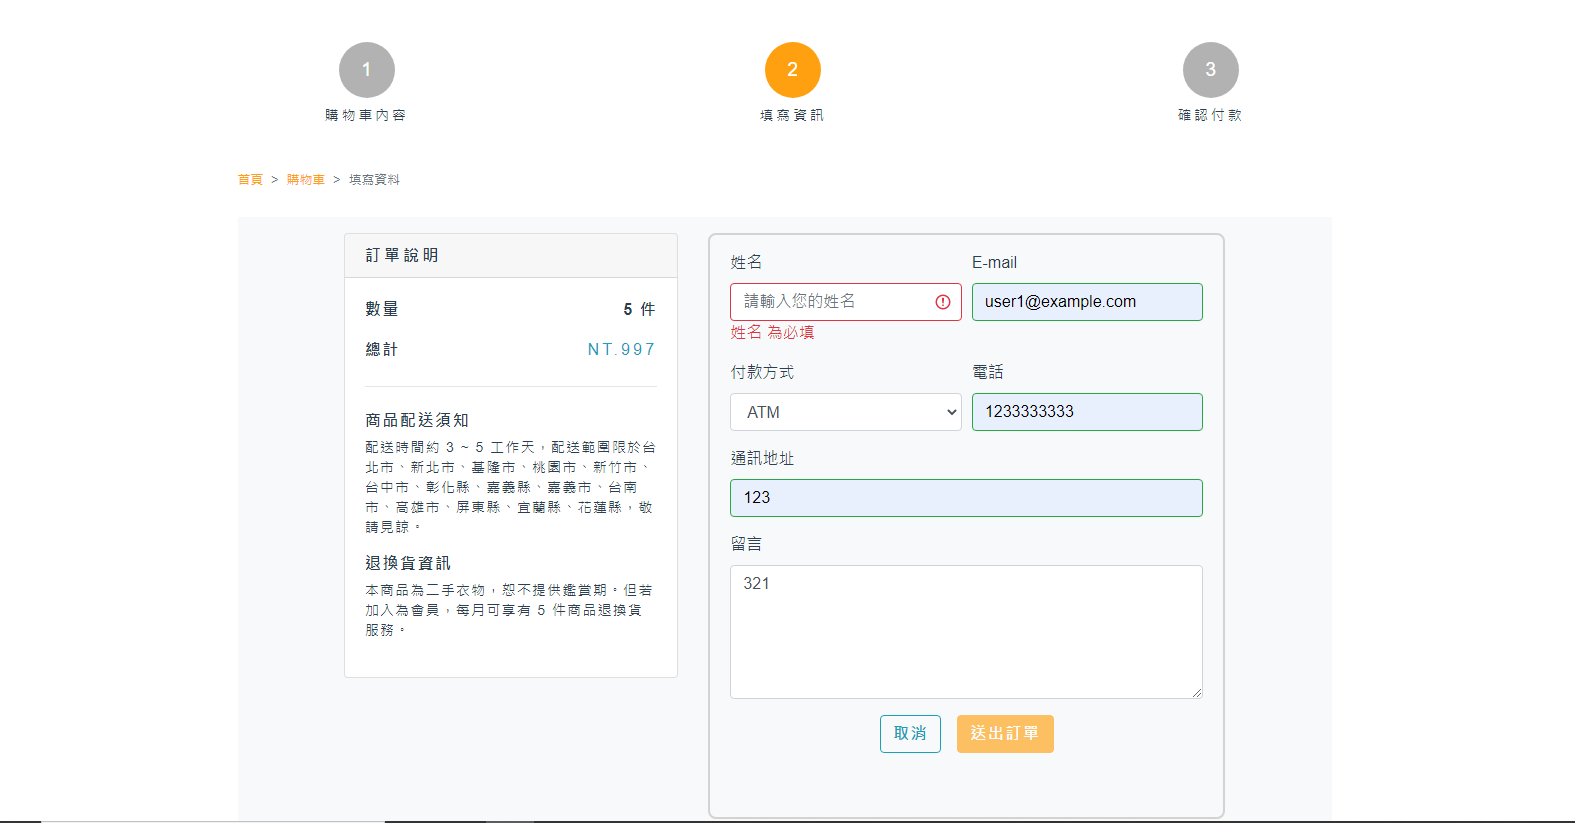 1
購物車內容
2
填寫資訊
3
確認付款
首頁 > 購物車 > 填寫資料
訂單說明
數量 5 件
總計 NT.997
商品配送須知
配送時間約 3 ~ 5 工作天，配送範圍限於台
北市、新北市、基隆市、桃園市、新竹市、
台中市、彰化縣、嘉義縣、嘉義市、台南
市、高雄市、屏東縣、宜蘭縣、花蓮縣，敬
請見諒。
退換貨資訊
本商品為二手衣物，恕不提供鑑賞期。但若
加入為會員，每月可享有 5 件商品退換貨
服務。
姓名
請輸入您的姓名
姓名 為必填
E-mail
user1@example.com
付款方式
ATM
電話
1233333333
通訊地址
123
留言
321
取消
送出訂單